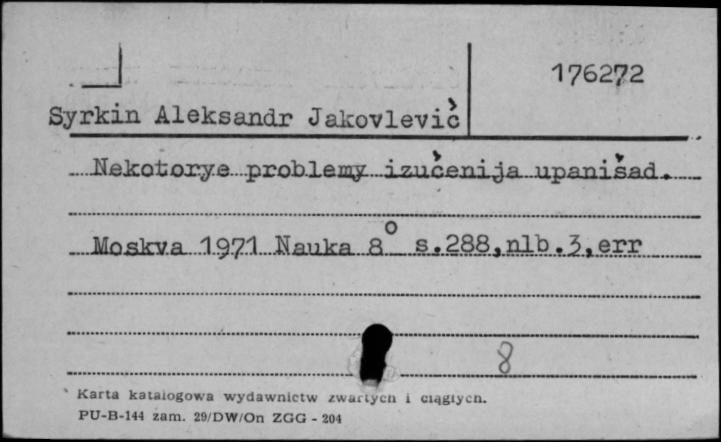 176272
Syrkin Aleksandr Jakovlevič
Nekotorye problemy izučenija upanišad.
Moskva 1971 Nauka 8° s.288,nlb.3,err
8
Karta katalogowa wydawnictw zwartych i ciągłych.
PU-B-144 zam. 29/DW/On ZGG - 204